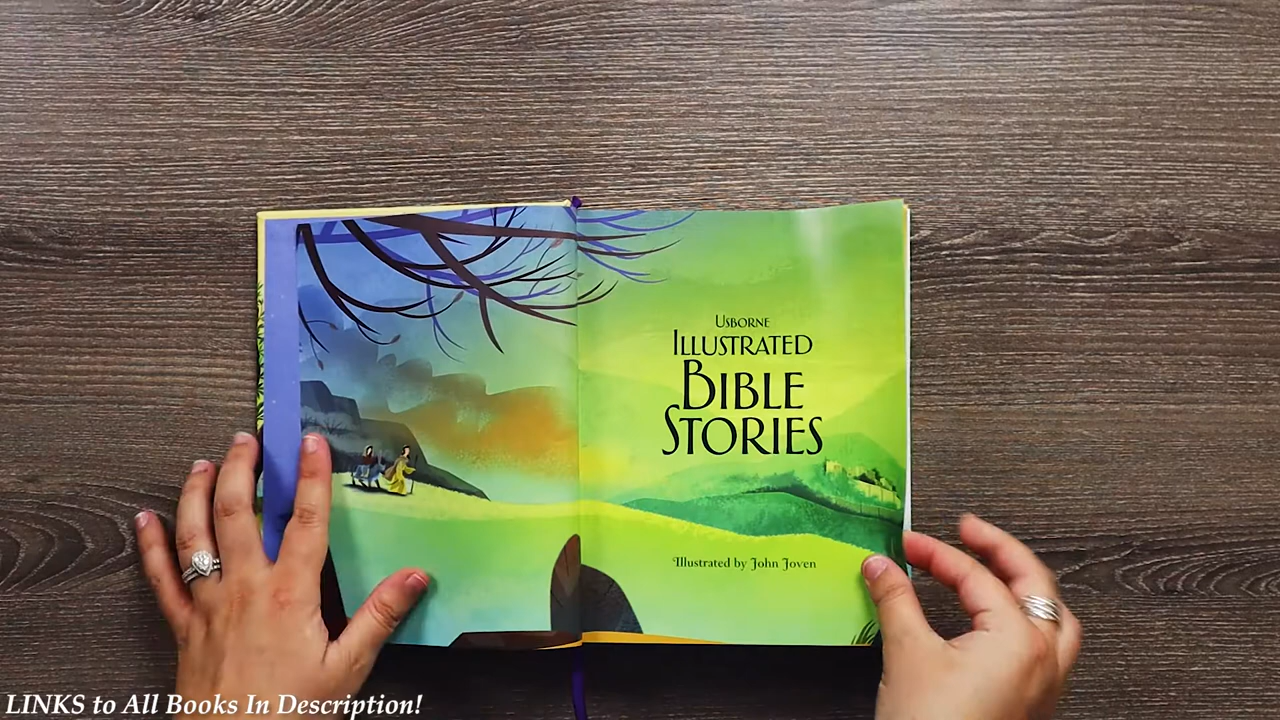 USBORNE
ILLUSTRATED
BIBLE
STORIES
Illustrated by John Joven
LINKS to All Books In Description!